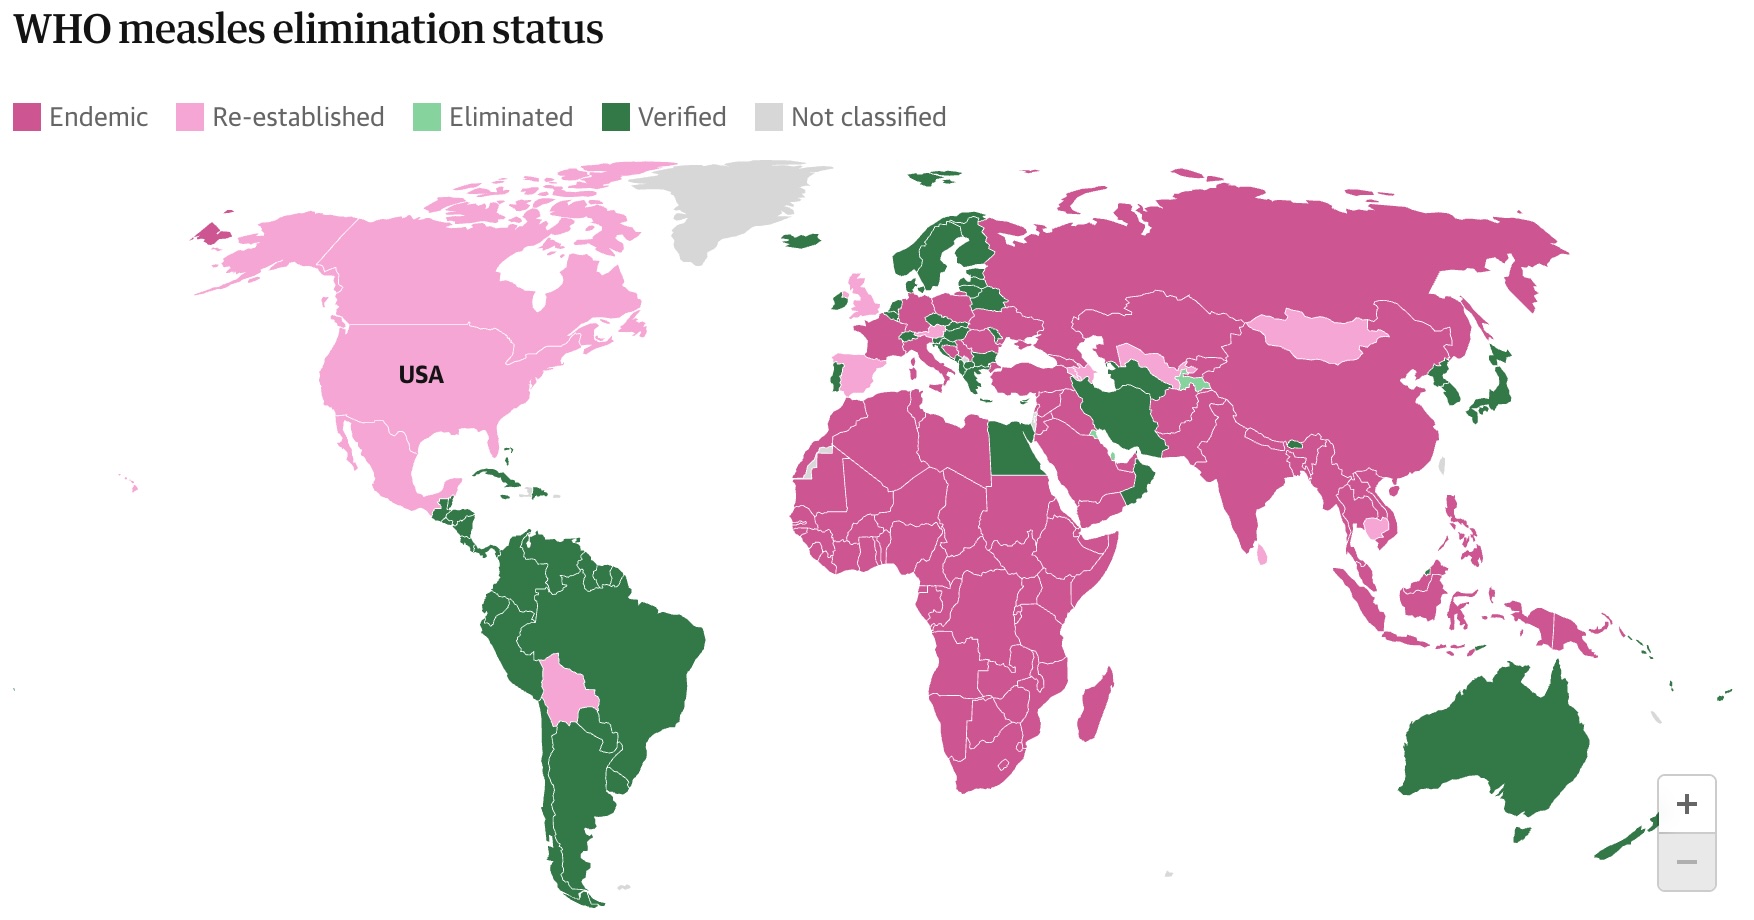 WHO measles elimination status
Endemic Re-established Eliminated Verified Not classified
USA
+
−